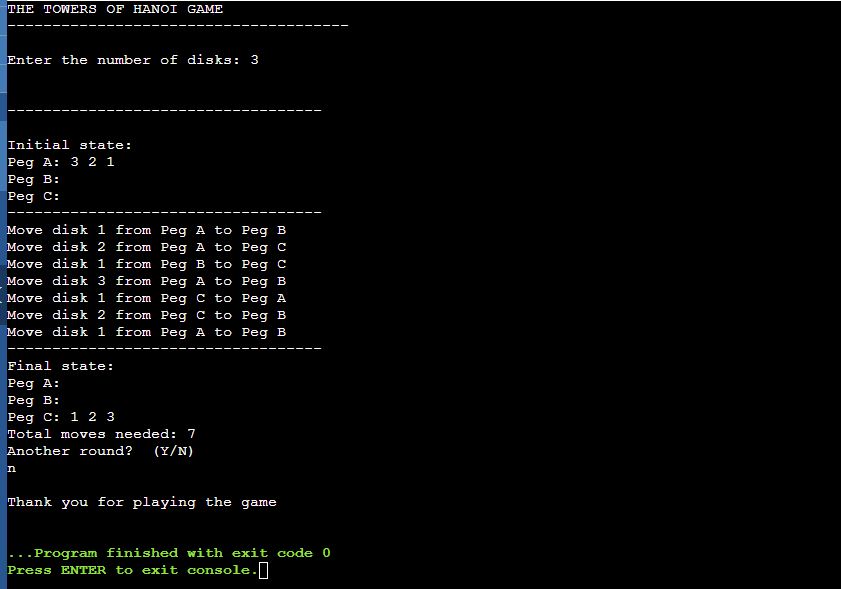 THE TOWERS OF HANOI GAME
--------------------------------------
Enter the number of disks: 3
-----------------------------------
Initial state:
Peg A: 3 2 1
Peg B:
Peg C:
-----------------------------------
Move disk 1 from Peg A to Peg B
Move disk 2 from Peg A to Peg C
Move disk 1 from Peg B to Peg C
Move disk 3 from Peg A to Peg B
Move disk 1 from Peg C to Peg A
Move disk 2 from Peg C to Peg B
Move disk 1 from Peg A to Peg B
-----------------------------------
Final state:
Peg A:
Peg B:
Peg C: 1 2 3
Total moves needed: 7
Another round?  (Y/N)
n
Thank you for playing the game
...Program finished with exit code 0
Press ENTER to exit console.